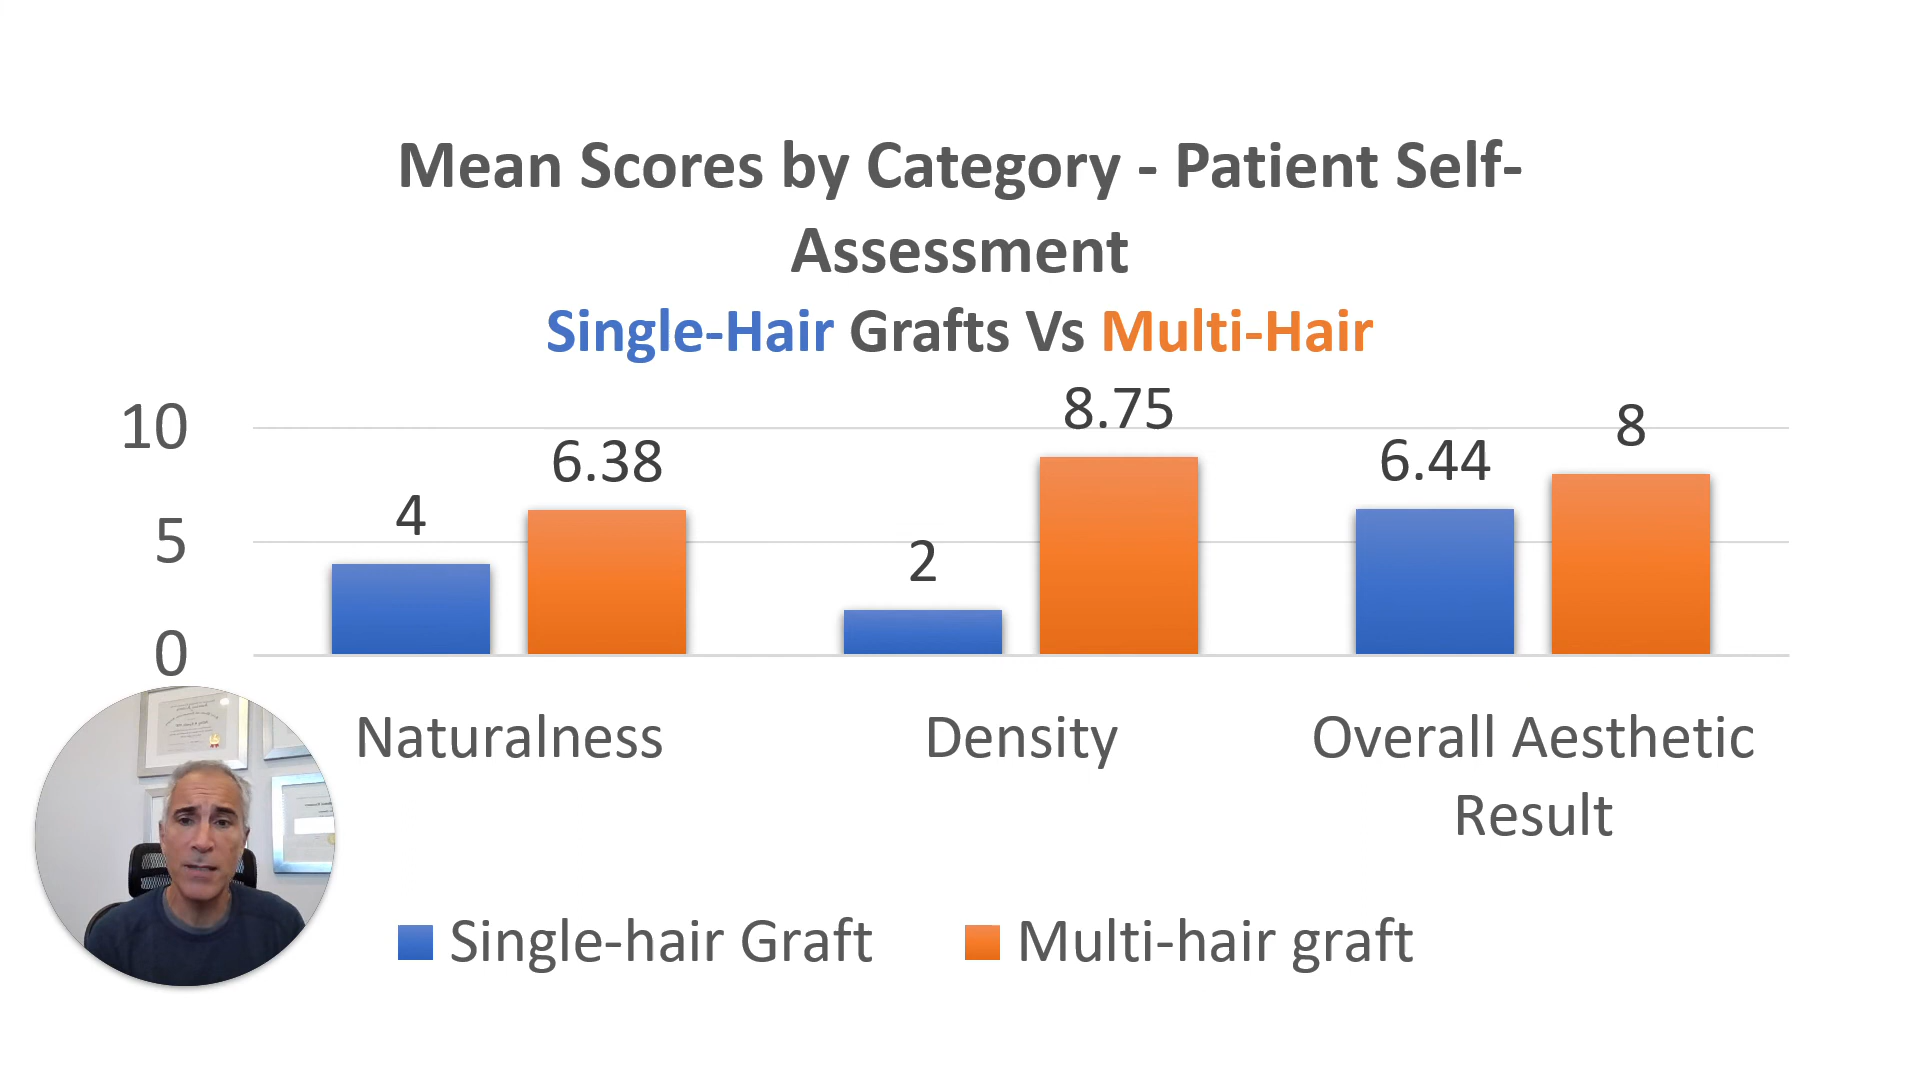 Mean Scores by Category - Patient Self-
Assessment
Single-Hair Grafts Vs Multi-Hair
10
5
0
4
6.38
2
8.75
6.44
8
Naturalness
Density
Overall Aesthetic
Result
Single-hair Graft
Multi-hair graft